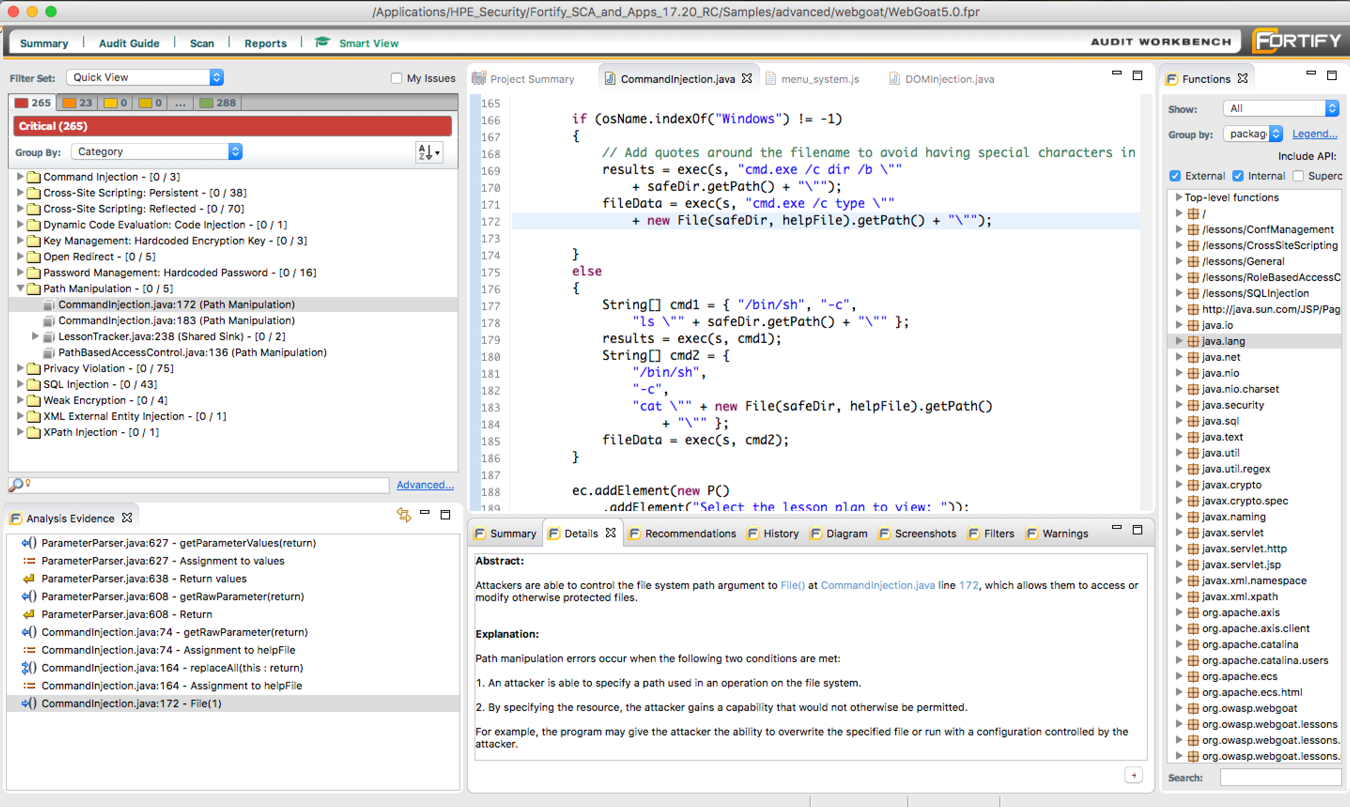 /Applications/HPE_Security/Fortify_SCA_and_Apps_17.20_RC/Samples/advanced/webgoat/WebGoat5.0.fpr
Summary Audit Guide Scan Reports Smart View AUDIT WORKBENCH FORTIFY
Filter Set: Quick View My Issues
265 23 0 0 ... 288
Critical (265)
Group By: Category
Command Injection - [0 / 3]
Cross-Site Scripting: Persistent - [0 / 38]
Cross-Site Scripting: Reflected - [0 / 70]
Dynamic Code Evaluation: Code Injection - [0 / 1]
Key Management: Hardcoded Encryption Key - [0 / 3]
Open Redirect - [0 / 5]
Password Management: Hardcoded Password - [0 / 16]
Path Manipulation - [0 / 5]
CommandInjection.java:172 (Path Manipulation)
CommandInjection.java:183 (Path Manipulation)
LessonTracker.java:238 (Shared Sink) - [0 / 2]
PathBasedAccessControl.java:136 (Path Manipulation)
Privacy Violation - [0 / 75]
SQL Injection - [0 / 43]
Weak Encryption - [0 / 4]
XML External Entity Injection - [0 / 1]
XPath Injection - [0 / 1]
Advanced...
Analysis Evidence
ParameterParser.java:627 - getParameterValues(return)
ParameterParser.java:627 - Assignment to values
ParameterParser.java:638 - Return values
ParameterParser.java:608 - getRawParameter(return)
ParameterParser.java:608 - Return
CommandInjection.java:74 - getRawParameter(return)
CommandInjection.java:74 - Assignment to helpFile
CommandInjection.java:164 - replaceAll(this : return)
CommandInjection.java:164 - Assignment to helpFile
CommandInjection.java:172 - File(1)
Project Summary CommandInjection.java menu_system.js DOMInjection.java
165
166 if (osName.indexOf("Windows") != -1)
167 {
168 // Add quotes around the filename to avoid having special characters in
169 results = exec(s, "cmd.exe /c dir /b \""
170 + safeDir.getPath() + "\"");
171 fileData = exec(s, "cmd.exe /c type \""
172 + new File(safeDir, helpFile).getPath() + "\"");
173
174 }
175 else
176 {
177 String[] cmd1 = { "/bin/sh", "-c",
178 "ls \"" + safeDir.getPath() + "\"" };
179 results = exec(s, cmd1);
180 String[] cmd2 = {
181 "/bin/sh",
182 "-c",
183 "cat \"" + new File(safeDir, helpFile).getPath()
184 + "\"" };
185 fileData = exec(s, cmd2);
186 }
187
188 ec.addElement(new P()
189 .addElement("Select the lesson plan to view: "));
Summary Details Recommendations History Diagram Screenshots Filters Warnings
Abstract:
Attackers are able to control the file system path argument to File() at CommandInjection.java line 172, which allows them to access or
modify otherwise protected files.
Explanation:
Path manipulation errors occur when the following two conditions are met:
1. An attacker is able to specify a path used in an operation on the file system.
2. By specifying the resource, the attacker gains a capability that would not otherwise be permitted.
For example, the program may give the attacker the ability to overwrite the specified file or run with a configuration controlled by the
attacker.
+
Functions
Show: All
Group by: packag Legend...
Include API:
External Internal Superc
Top-level functions
/
/lessons/ConfManagement
/lessons/CrossSiteScripting
/lessons/General
/lessons/RoleBasedAccessC
/lessons/SQLInjection
http://java.sun.com/JSP/Pag
java.io
java.lang
java.net
java.nio
java.nio.charset
java.security
java.sql
java.text
java.util
java.util.regex
javax.crypto
javax.crypto.spec
javax.naming
javax.servlet
javax.servlet.http
javax.servlet.jsp
javax.xml.namespace
javax.xml.xpath
org.apache.axis
org.apache.axis.client
org.apache.catalina
org.apache.catalina.users
org.apache.ecs
org.apache.ecs.html
org.owasp.webgoat
org.owasp.webgoat.lessons
org.owasp.webgoat.lessons.
org.owasp.webgoat.lessons.
Search: